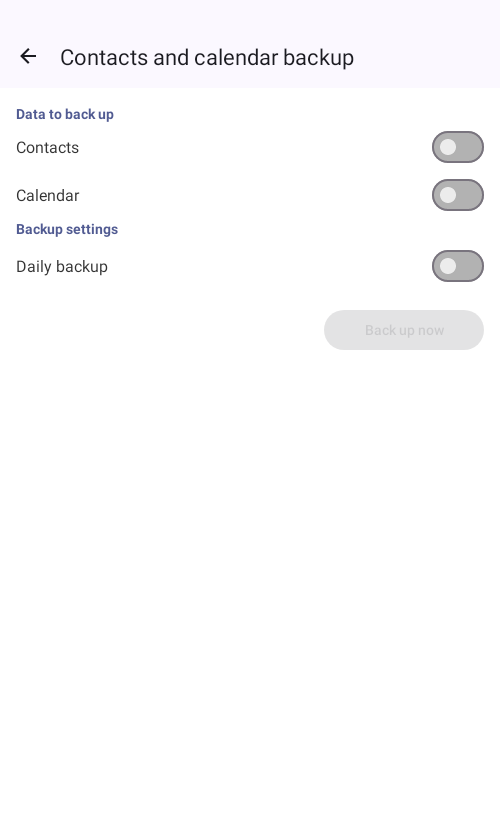 Contacts and calendar backup
Data to back up
Contacts
Calendar
Backup settings
Daily backup
Back up now